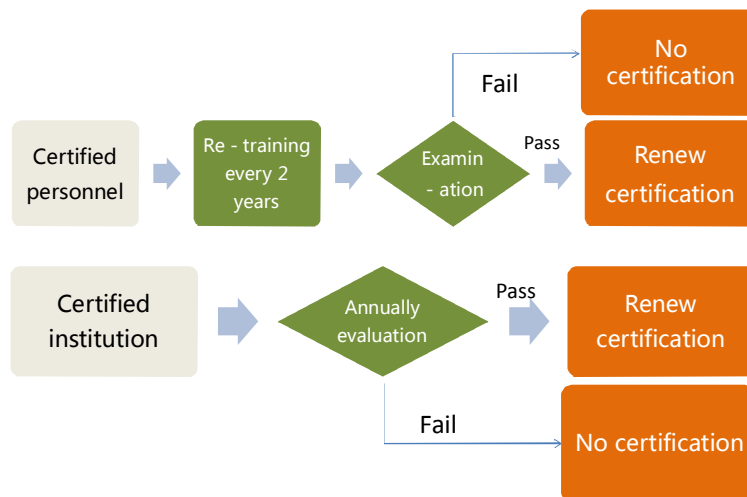 No
certification
Fail
Certified
personnel
Re - training
every 2
years
Examin
- ation
Pass
Renew
certification
Certified
institution
Annually
evaluation
Pass
Renew
certification
Fail
No certification